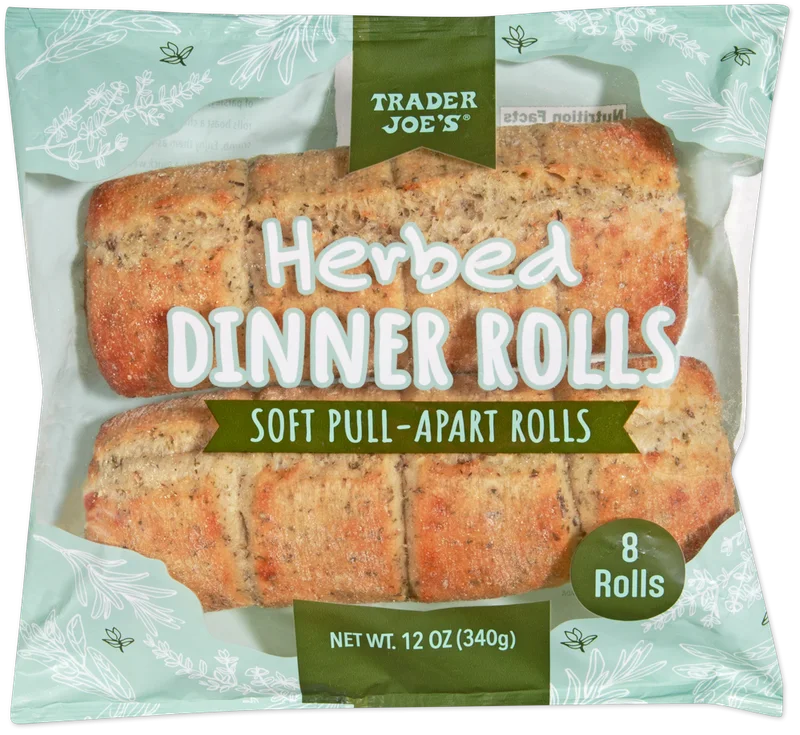 TRADER
JOE'S®
Nutrition Facts
Herbed
DINNER ROLLS
SOFT PULL-APART ROLLS
8
Rolls
NET WT. 12 OZ (340g)